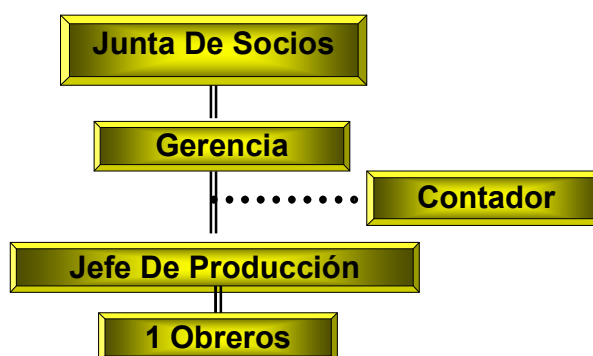 Junta De Socios
Gerencia
Contador
Jefe De Producción
1 Obreros